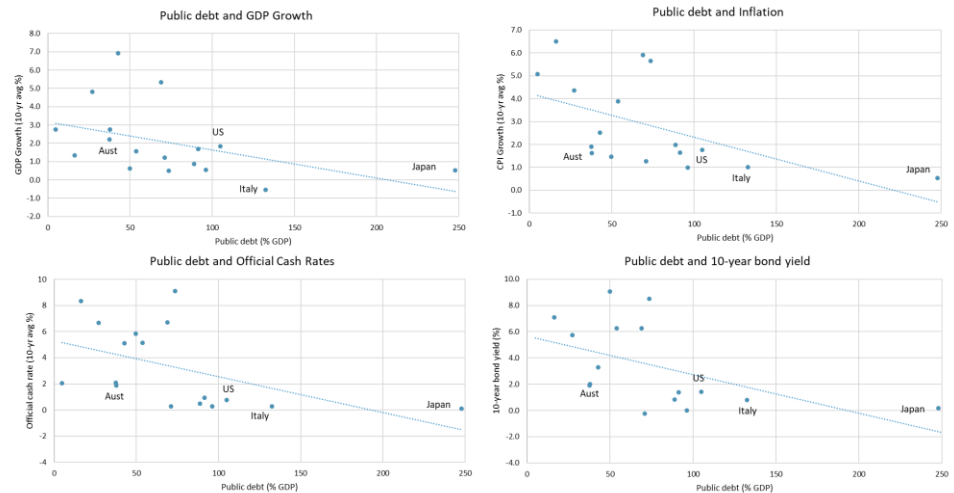 Public debt and GDP Growth
GDP Growth (10-yr avg %)
8.0
7.0
6.0
5.0
4.0
3.0
2.0
1.0
0.0
-1.0
-2.0
US
Aust
Japan
Italy
0 50 100 150 200 250
Public debt (% GDP)
Public debt and Inflation
CPI Growth (10-yr avg %)
7.0
6.0
5.0
4.0
3.0
2.0
1.0
0.0
-1.0
Aust
US
Japan
Italy
0 50 100 150 200 250
Public debt (% GDP)
Public debt and Official Cash Rates
Official cash rate (10-yr avg %)
10
8
6
4
2
0
-2
-4
US
Aust
Japan
Italy
0 50 100 150 200 250
Public debt (% GDP)
Public debt and 10-year bond yield
10-year bond yield (%)
10.0
8.0
6.0
4.0
2.0
0.0
-2.0
-4.0
US
Aust
Italy
Japan
0 50 100 150 200 250
Public debt (% GDP)